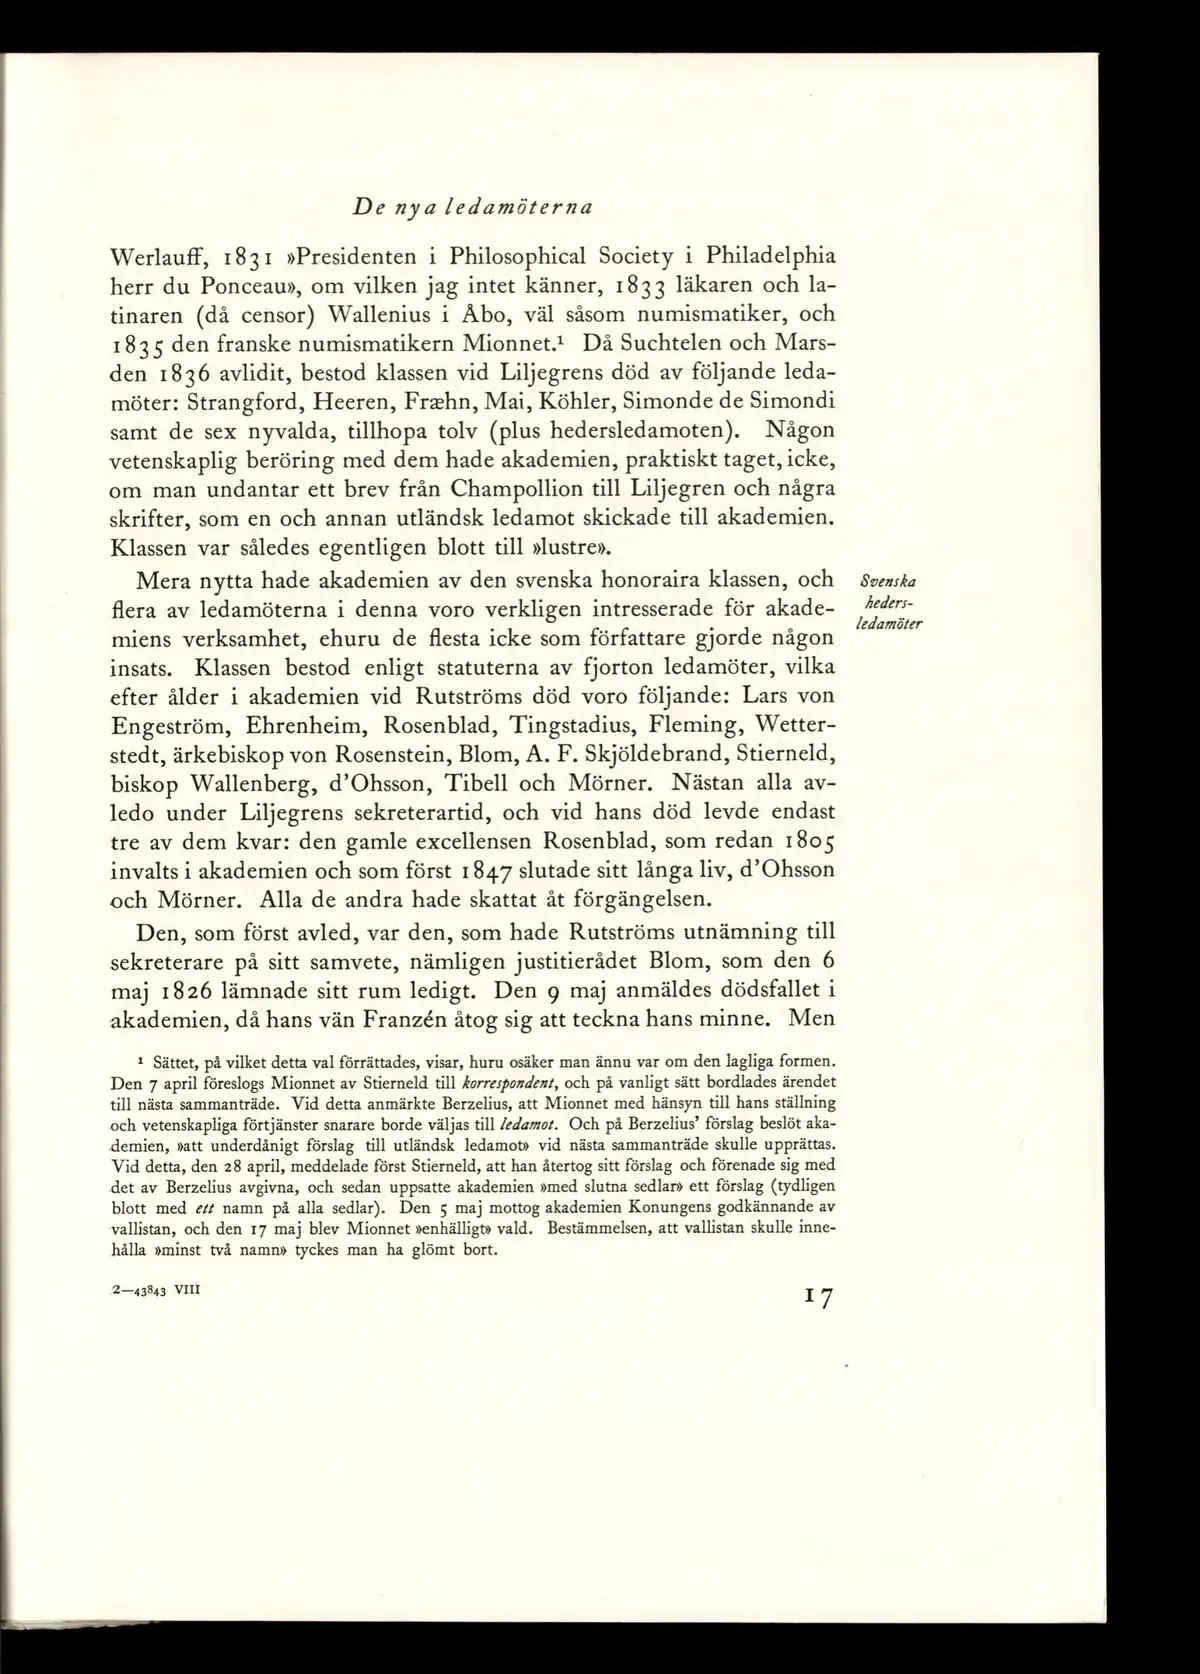 De nya ledamöterna
Werlauff, 1831 »Presidenten i Philosophical Society i Philadelphia
herr du Ponceau», om vilken jag intet känner, 1833 läkaren och la-
tinaren (då censor) Wallenius i Åbo, väl såsom numismatiker, och
1835 den franske numismatikern Mionnet.¹ Då Suchtelen och Mars-
den 1836 avlidit, bestod klassen vid Liljegrens död av följande leda-
möter: Strangford, Heeren, Fræhn, Mai, Köhler, Simonde de Simondi
samt de sex nyvalda, tillhopa tolv (plus hedersledamoten). Någon
vetenskaplig beröring med dem hade akademien, praktiskt taget, icke,
om man undantar ett brev från Champollion till Liljegren och några
skrifter, som en och annan utländsk ledamot skickade till akademien.
Klassen var således egentligen blott till »lustre».
Mera nytta hade akademien av den svenska honoraira klassen, och
flera av ledamöterna i denna voro verkligen intresserade för akade-
miens verksamhet, ehuru de flesta icke som författare gjorde någon
insats. Klassen bestod enligt statuterna av fjorton ledamöter, vilka
efter ålder i akademien vid Rutströms död voro följande: Lars von
Engeström, Ehrenheim, Rosenblad, Tingstadius, Fleming, Wetter-
stedt, ärkebiskop von Rosenstein, Blom, A. F. Skjöldebrand, Stierneld,
biskop Wallenberg, d'Ohsson, Tibell och Mörner. Nästan alla av-
ledo under Liljegrens sekreterartid, och vid hans död levde endast
tre av dem kvar: den gamle excellensen Rosenblad, som redan 1805
invalts i akademien och som först 1847 slutade sitt långa liv, d'Ohsson
och Mörner. Alla de andra hade skattat åt förgängelsen.
Svenska
heders-
ledamöter
Den, som först avled, var den, som hade Rutströms utnämning till
sekreterare på sitt samvete, nämligen justitierådet Blom, som den 6
maj 1826 lämnade sitt rum ledigt. Den 9 maj anmäldes dödsfallet i
akademien, då hans vän Franzén åtog sig att teckna hans minne. Men
¹ Sättet, på vilket detta val förrättades, visar, huru osäker man ännu var om den lagliga formen.
Den 7 april föreslogs Mionnet av Stierneld till korrespondent, och på vanligt sätt bordlades ärendet
till nästa sammanträde. Vid detta anmärkte Berzelius, att Mionnet med hänsyn till hans ställning
och vetenskapliga förtjänster snarare borde väljas till ledamot. Och på Berzelius' förslag beslöt aka-
demien, »att underdånigt förslag till utländsk ledamot» vid nästa sammanträde skulle upprättas.
Vid detta, den 28 april, meddelade först Stierneld, att han återtog sitt förslag och förenade sig med
det av Berzelius avgivna, och sedan uppsatte akademien »med slutna sedlar» ett förslag (tydligen
blott med ett namn på alla sedlar). Den 5 maj mottog akademien Konungens godkännande av
vallistan, och den 17 maj blev Mionnet »enhälligt» vald. Bestämmelsen, att vallistan skulle inne-
hålla »minst två namn» tyckes man ha glömt bort.
2—43843 VIII
17